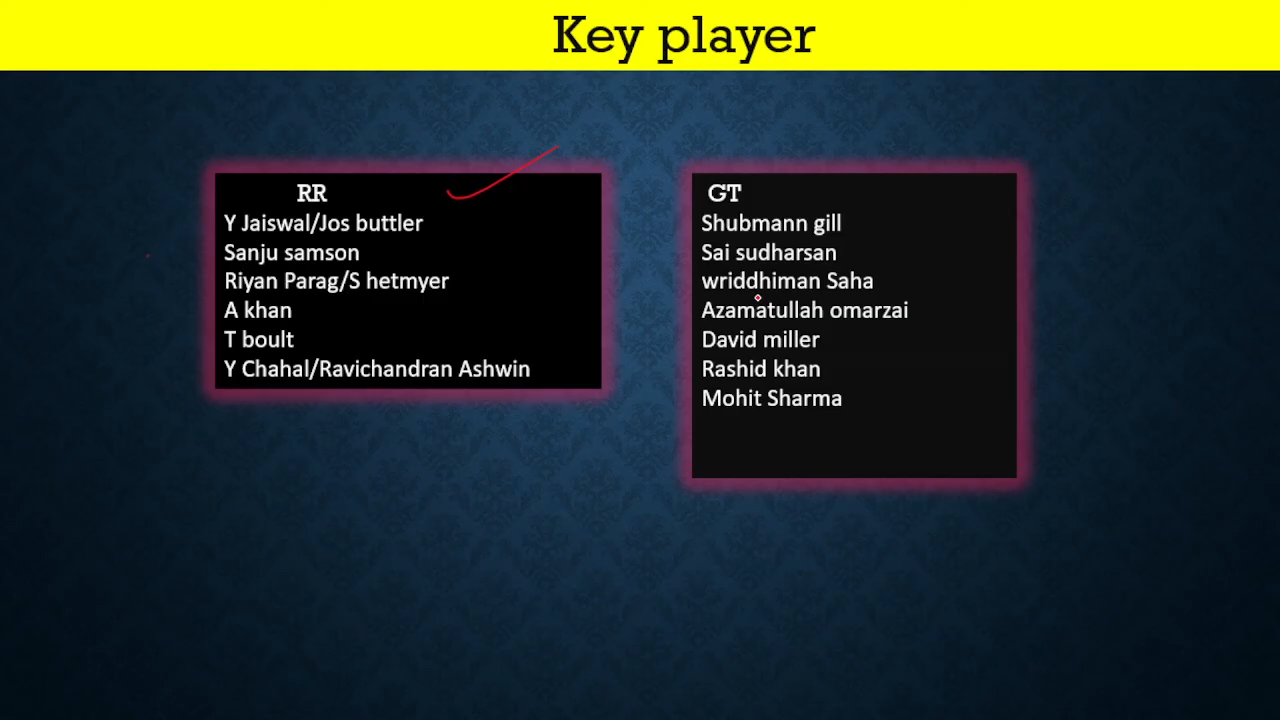 Key player
RR
Y Jaiswal/Jos buttler
Sanju samson
Riyan Parag/S hetmyer
A khan
T boult
Y Chahal/Ravichandran Ashwin
GT
Shubmann gill
Sai sudharsan
wriddhiman Saha
Azamatullah omarzai
David miller
Rashid khan
Mohit Sharma